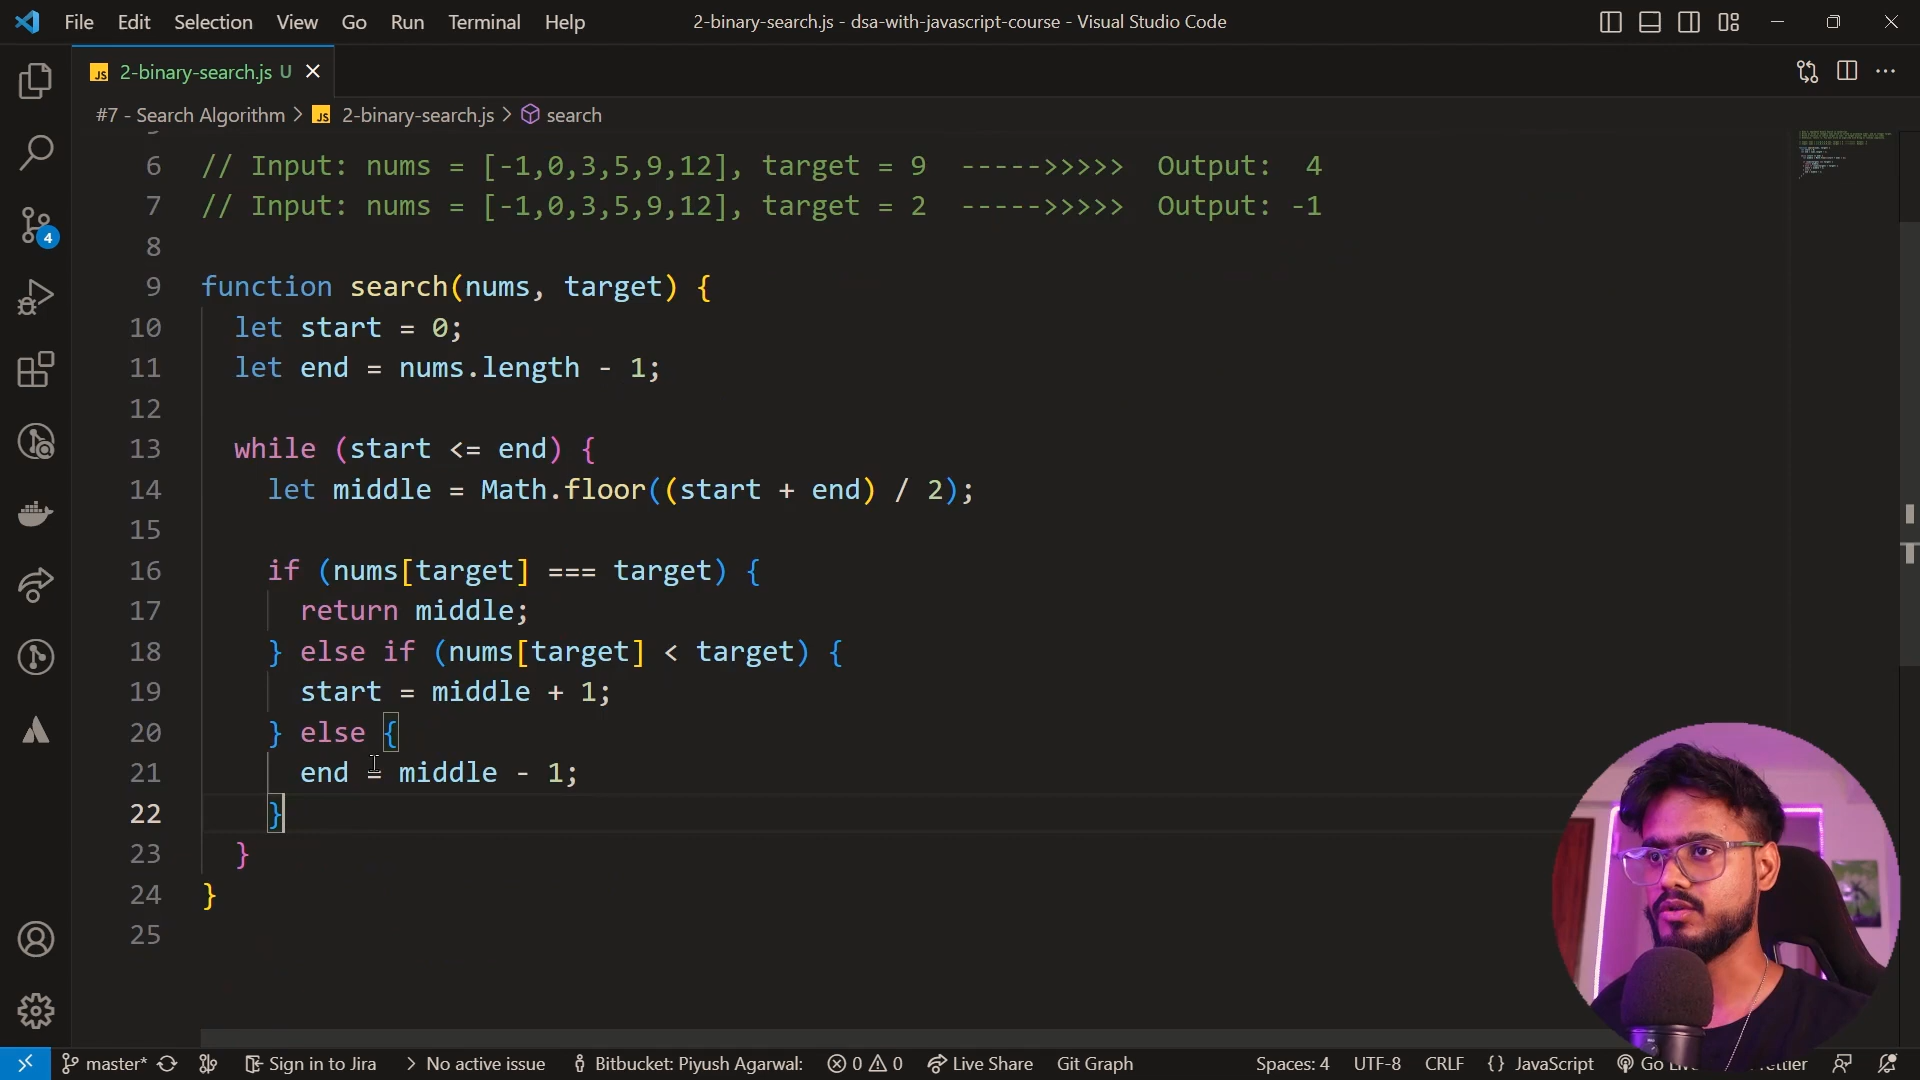 File Edit Selection View Go Run Terminal Help
2-binary-search.js - dsa-with-javascript-course - Visual Studio Code
JS 2-binary-search.js U
#7 - Search Algorithm > JS 2-binary-search.js > search
6 // Input: nums = [-1,0,3,5,9,12], target = 9 ----->>>>> Output: 4
7 // Input: nums = [-1,0,3,5,9,12], target = 2 ----->>>>> Output: -1
8
9 function search(nums, target) {
10 let start = 0;
11 let end = nums.length - 1;
12
13 while (start <= end) {
14 let middle = Math.floor((start + end) / 2);
15
16 if (nums[target] === target) {
17 return middle;
18 } else if (nums[target] < target) {
19 start = middle + 1;
20 } else {
21 end = middle - 1;
22 }
23 }
24 }
25
4
master* Sign in to Jira > No active issue Bitbucket: Piyush Agarwal: 0 0 Live Share Git Graph Spaces: 4 UTF-8 CRLF {} JavaScript Go